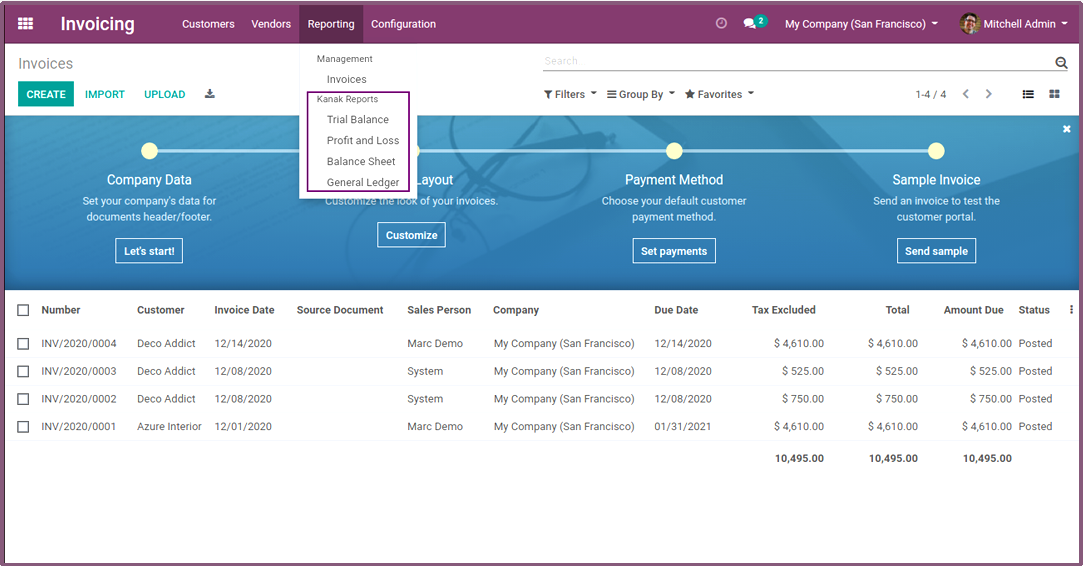 Invoicing Customers Vendors Reporting Configuration 2 My Company (San Francisco) Mitchell Admin
Invoices
Search...
CREATE IMPORT UPLOAD
Filters Group By Favorites 1-4 / 4
Management
Invoices
Kanak Reports
Trial Balance
Profit and Loss
Balance Sheet
General Ledger
Company Data
Set your company's data for
documents header/footer.
Let's start!
Layout
Customize the look of your invoices.
Customize
Payment Method
Choose your default customer
payment method.
Set payments
Sample Invoice
Send an invoice to test the
customer portal.
Send sample
Number Customer Invoice Date Source Document Sales Person Company Due Date Tax Excluded Total Amount Due Status
INV/2020/0004 Deco Addict 12/14/2020 Marc Demo My Company (San Francisco) 12/14/2020 $ 4,610.00 $ 4,610.00 $ 4,610.00 Posted
INV/2020/0003 Deco Addict 12/08/2020 System My Company (San Francisco) 12/08/2020 $ 525.00 $ 525.00 $ 525.00 Posted
INV/2020/0002 Deco Addict 12/08/2020 System My Company (San Francisco) 12/08/2020 $ 750.00 $ 750.00 $ 750.00 Posted
INV/2020/0001 Azure Interior 12/01/2020 Marc Demo My Company (San Francisco) 01/31/2021 $ 4,610.00 $ 4,610.00 $ 4,610.00 Posted
10,495.00 10,495.00 10,495.00